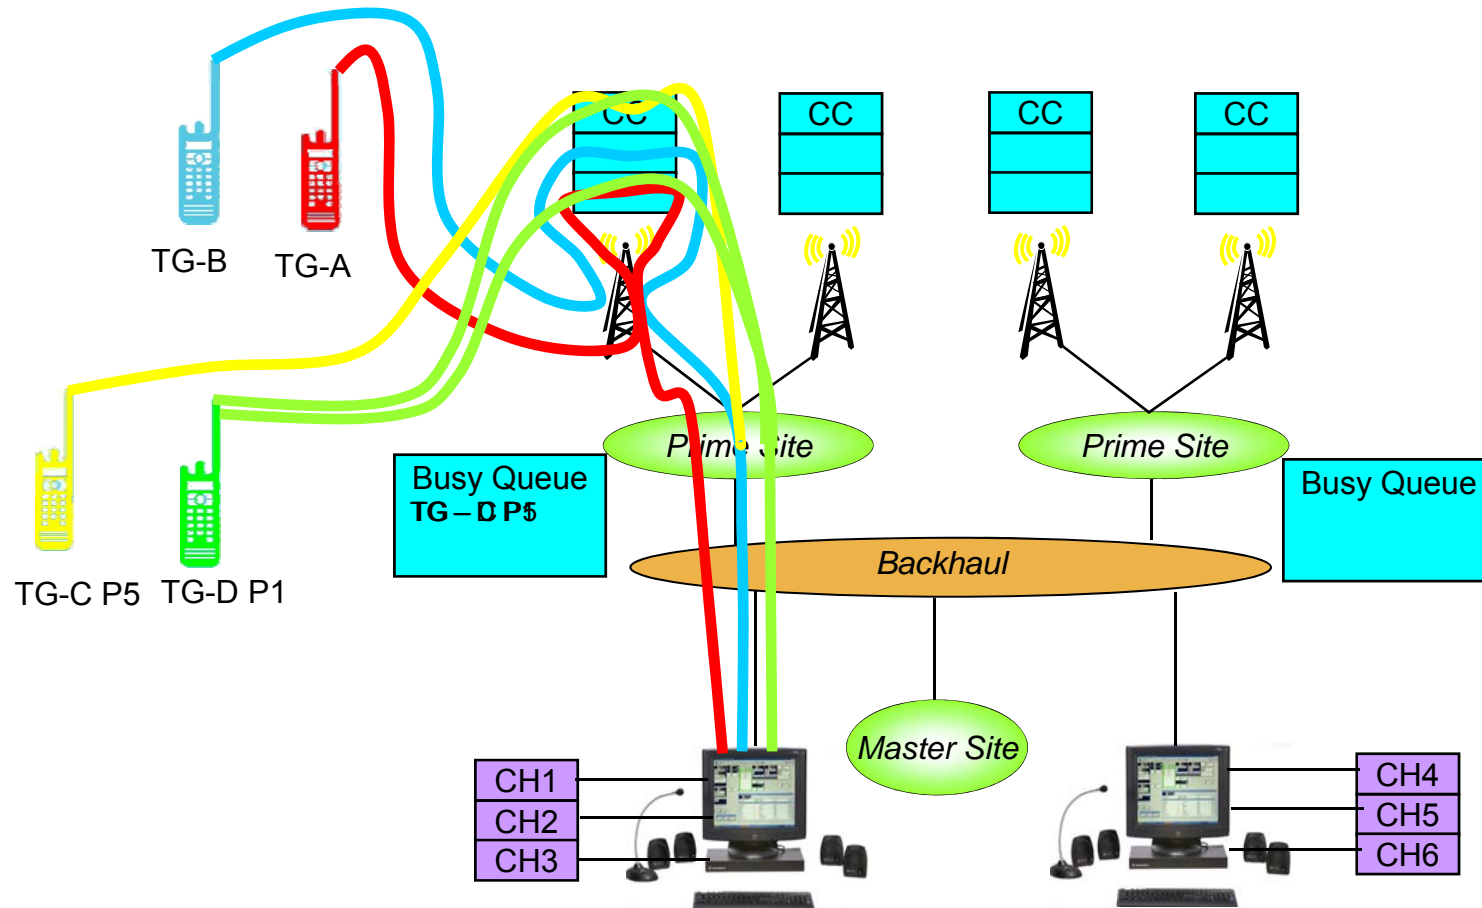 CC
CC
CC
CC
TG-B
TG-A
Prime Site
Prime Site
Busy Queue
TG –
Busy Queue
Backhaul
TG-C P5
TG-D P1
Master Site
CH1
CH2
CH3
CH4
CH5
CH6